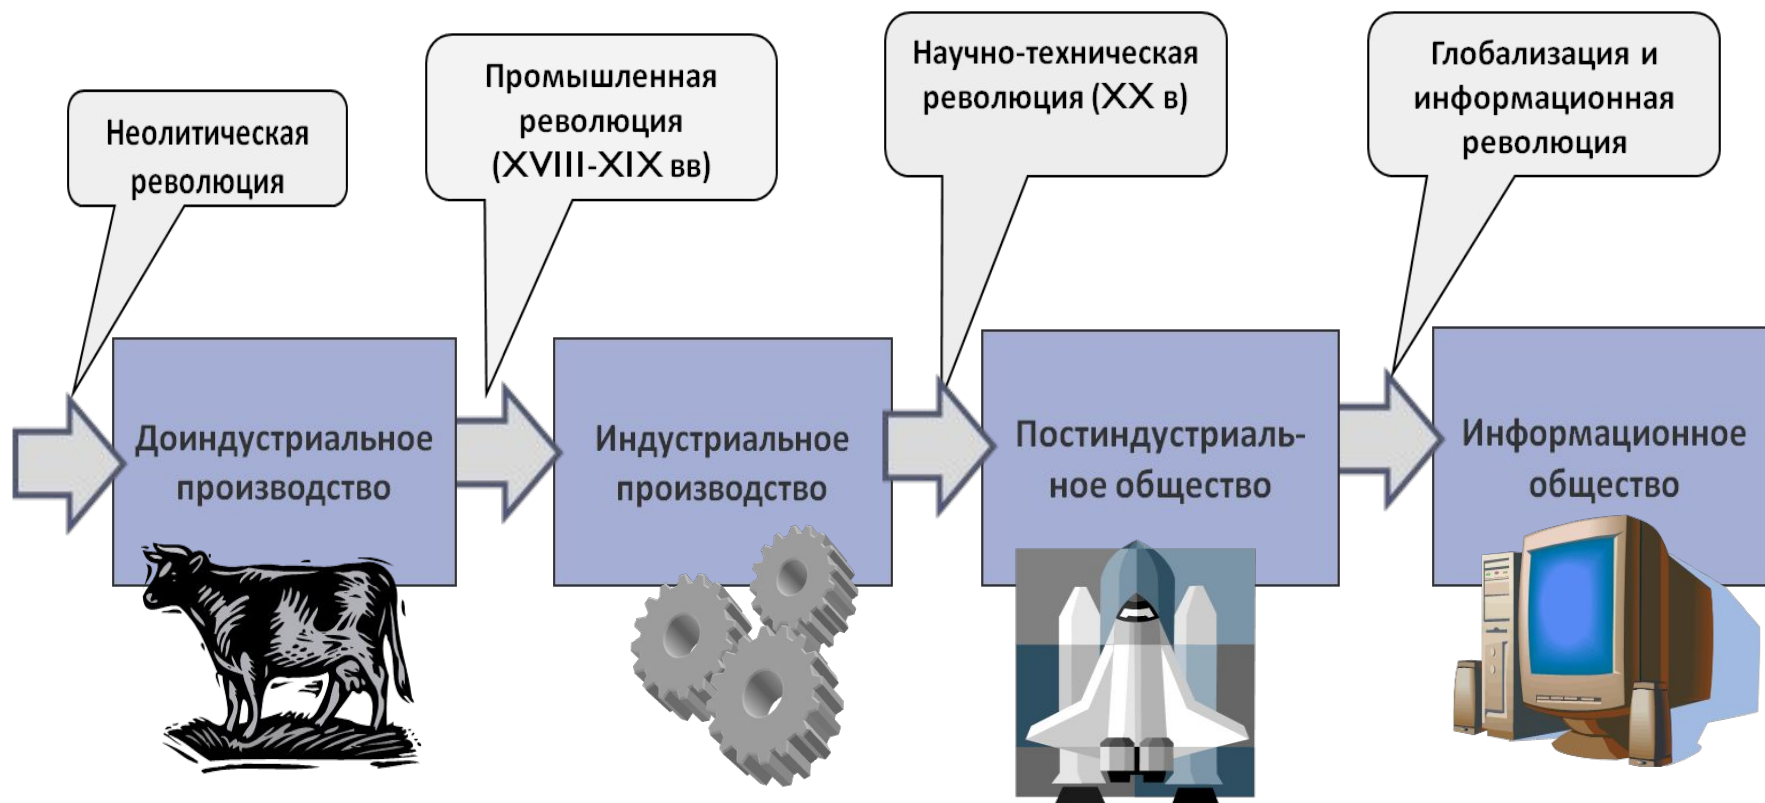 Неолитическая
революция
Промышленная
революция
(XVIII-XIX вв)
Научно-техническая
революция (XX в)
Глобализация и
информационная
революция
Доиндустриальное
производство
Индустриальное
производство
Постиндустриаль-
ное общество
Информационное
общество